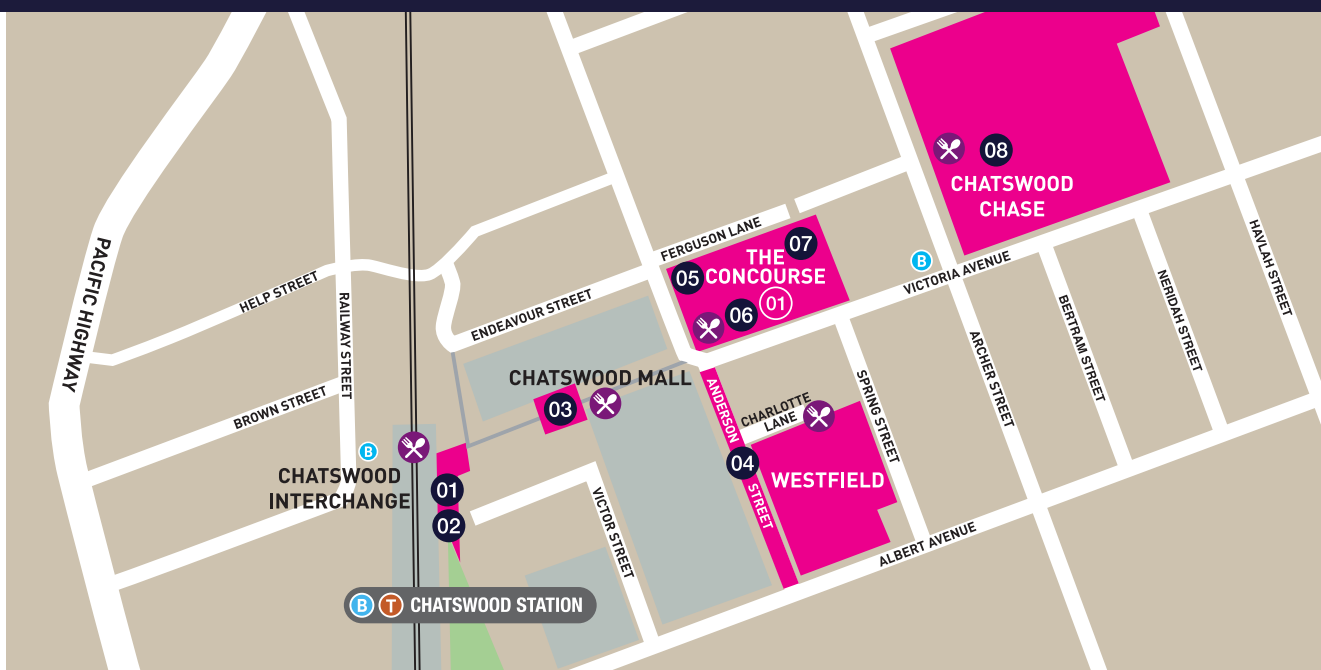 08
CHATSWOOD
CHASE
PACIFIC HIGHWAY
HAVLAH STREET
FERGUSON LANE
07
THE
05
CONCOURSE
B
VICTORIA AVENUE
01
06
HELP STREET
RAILWAY STREET
ENDEAVOUR STREET
NERIDAH STREET
BERTRAM STREET
ARCHER STREET
SPRING STREET
CHATSWOOD MALL
03
ANDERSON
STREET
CHARLOTTE
LANE
BROWN STREET
B
CHATSWOOD
INTERCHANGE
04
WESTFIELD
01
02
VICTOR STREET
ALBERT AVENUE
B T CHATSWOOD STATION